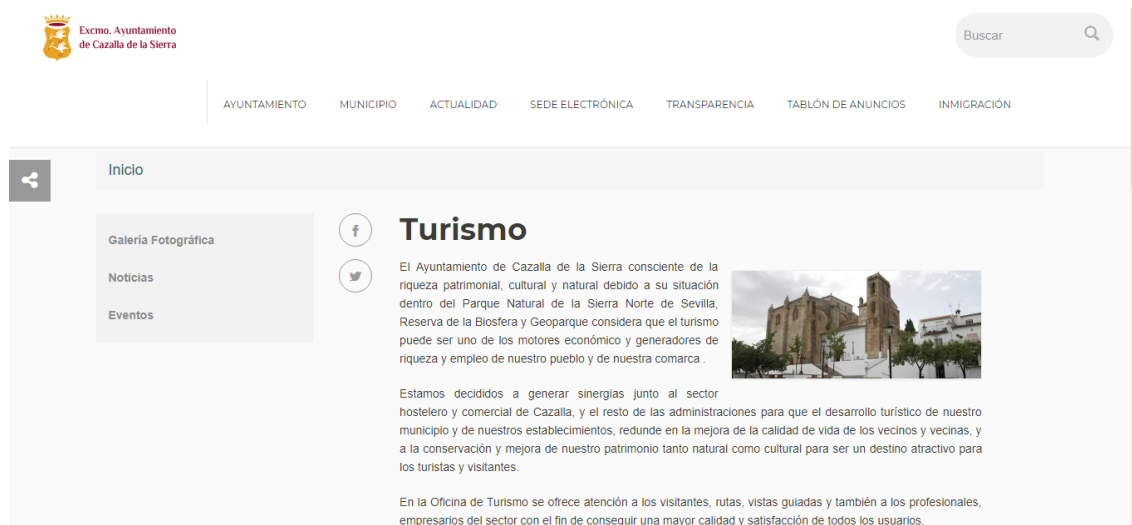 Excmo. Ayuntamiento
de Cazalla de la Sierra
Buscar
AYUNTAMIENTO MUNICIPIO ACTUALIDAD SEDE ELECTRÓNICA TRANSPARENCIA TABLÓN DE ANUNCIOS INMIGRACIÓN
Inicio
Galería Fotográfica
Noticias
Eventos
Turismo
El Ayuntamiento de Cazalla de la Sierra consciente de la
riqueza patrimonial, cultural y natural debido a su situación
dentro del Parque Natural de la Sierra Norte de Sevilla,
Reserva de la Biosfera y Geoparque considera que el turismo
puede ser uno de los motores económico y generadores de
riqueza y empleo de nuestro pueblo y de nuestra comarca .
Estamos decididos a generar sinergias junto al sector
hostelero y comercial de Cazalla, y el resto de las administraciones para que el desarrollo turístico de nuestro
municipio y de nuestros establecimientos, redunde en la mejora de la calidad de vida de los vecinos y vecinas, y
a la conservación y mejora de nuestro patrimonio tanto natural como cultural para ser un destino atractivo para
los turistas y visitantes.
En la Oficina de Turismo se ofrece atención a los visitantes, rutas, vistas guiadas y también a los profesionales,
empresarios del sector con el fin de conseguir una mayor calidad y satisfacción de todos los usuarios.